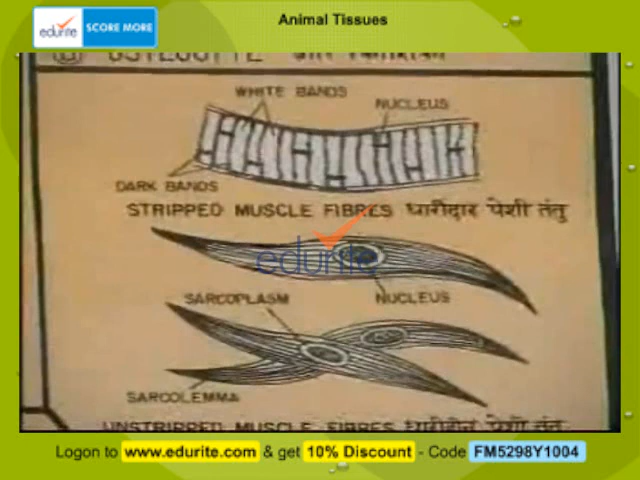 Animal Tissues
edurite SCORE MORE
OSTEOCYTE
WHITE BANDS
NUCLEUS
DARK BANDS
STRIPPED MUSCLE FIBRES धारीदार पेशी तंतु
edurite
SARCOPLASM
NUCLEUS
SARCOLEMMA
UNSTRIPPED MUSCLE FIBRES धारीहीन पेशी तंतु
Logon to www.edurite.com & get 10% Discount - Code FM5298Y1004